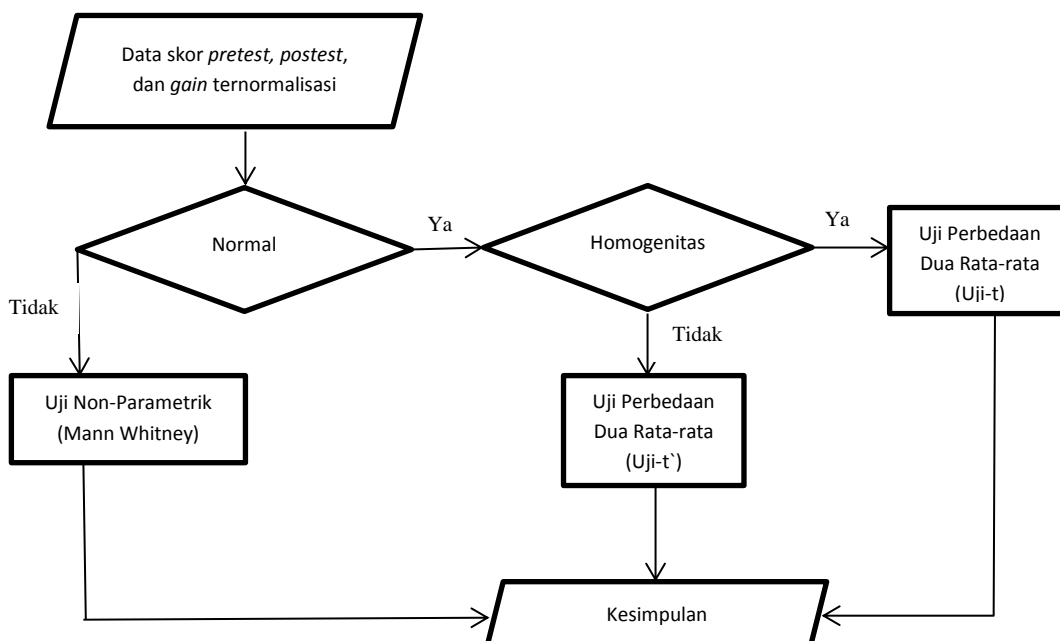 Data skor pretest, postest,
dan gain ternormalisasi
Normal
Ya
Homogenitas
Ya
Uji Perbedaan
Dua Rata-rata
(Uji-t)
Tidak
Tidak
Uji Non-Parametrik
(Mann Whitney)
Uji Perbedaan
Dua Rata-rata
(Uji-t`)
Kesimpulan